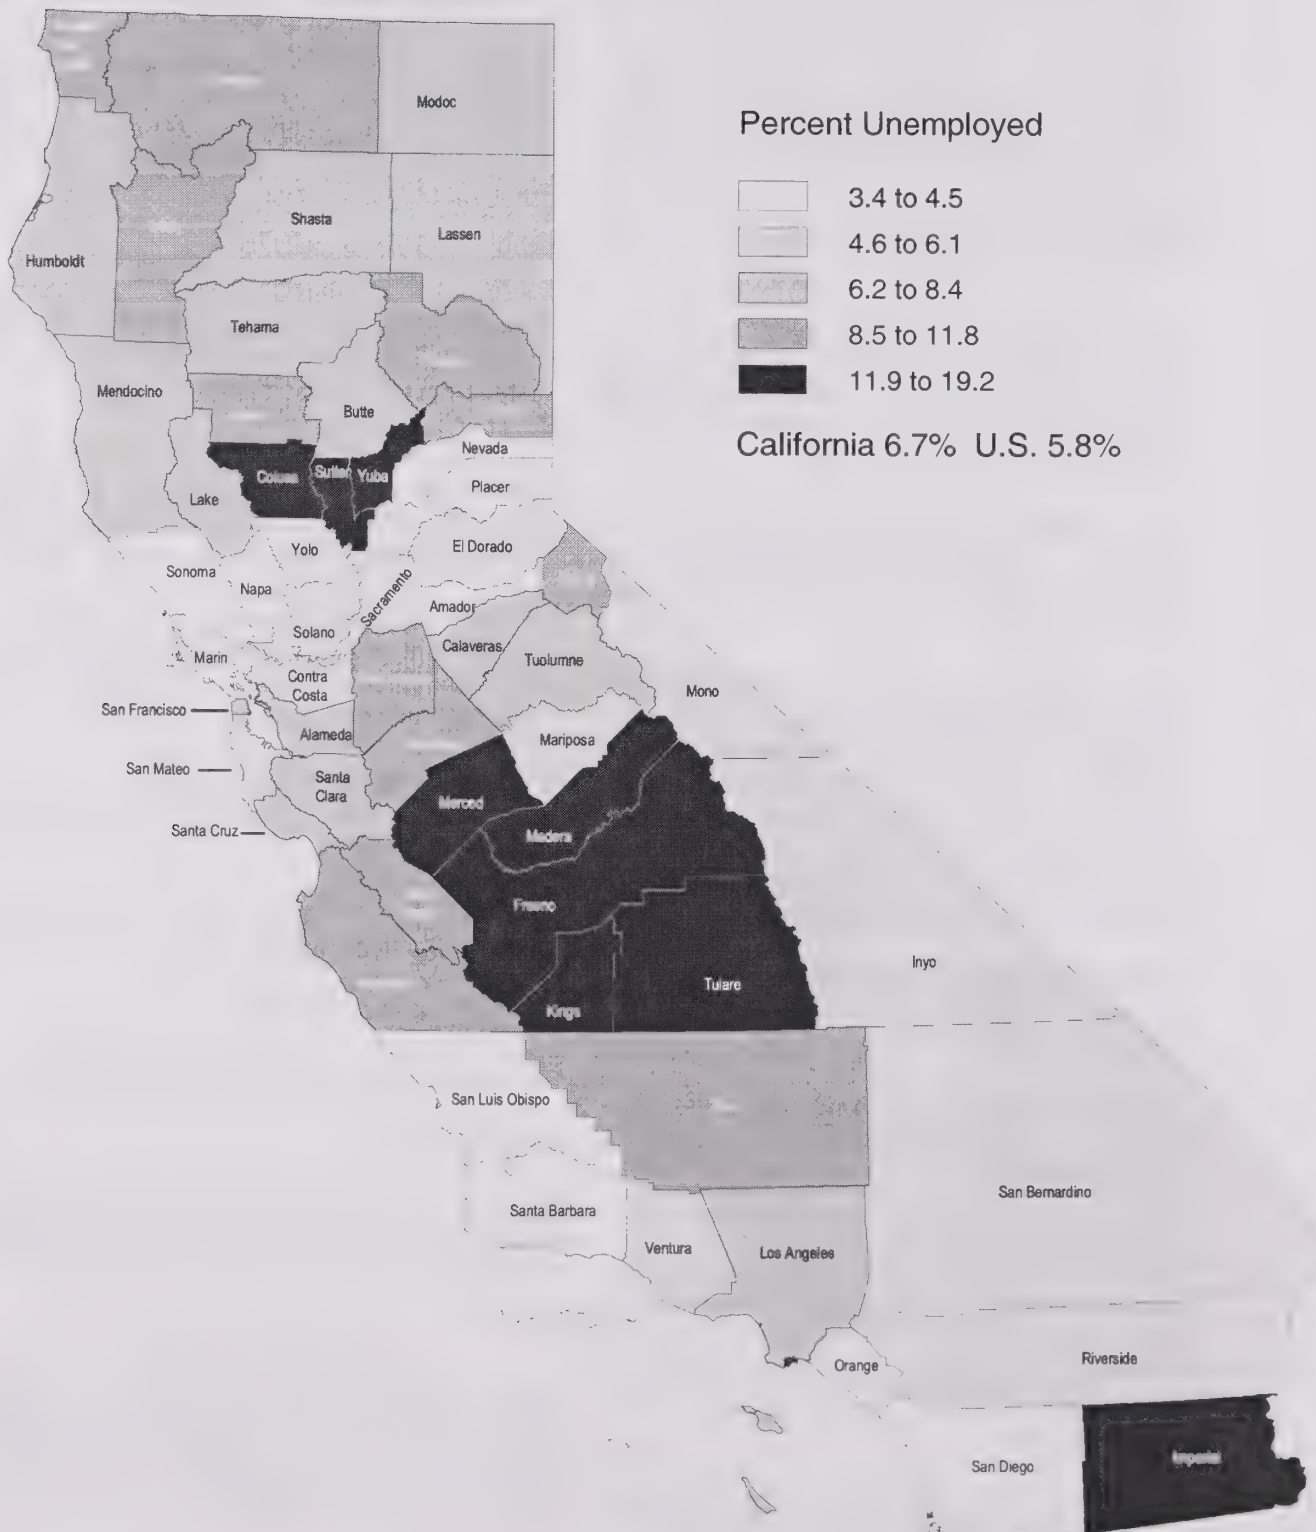 Percent Unemployed
3.4 to 4.5
4.6 to 6.1
6.2 to 8.4
8.5 to 11.8
11.9 to 19.2
California 6.7% U.S. 5.8%
Modoc
Shasta
Lassen
Humboldt
Tehama
Mendocino
Butte
Nevada
Colusa
Sutter
Yuba
Placer
Lake
Yolo
El Dorado
Sonoma
Napa
Sacramento
Amador
Solano
Calaveras
Marin
Tuolumne
Contra
Costa
Mono
San Francisco
Alameda
Mariposa
San Mateo
Santa
Clara
Merced
Santa Cruz
Madera
Fresno
Inyo
Tulare
Kings
San Luis Obispo
San Bernardino
Santa Barbara
Ventura
Los Angeles
Orange
Riverside
San Diego
Imperial